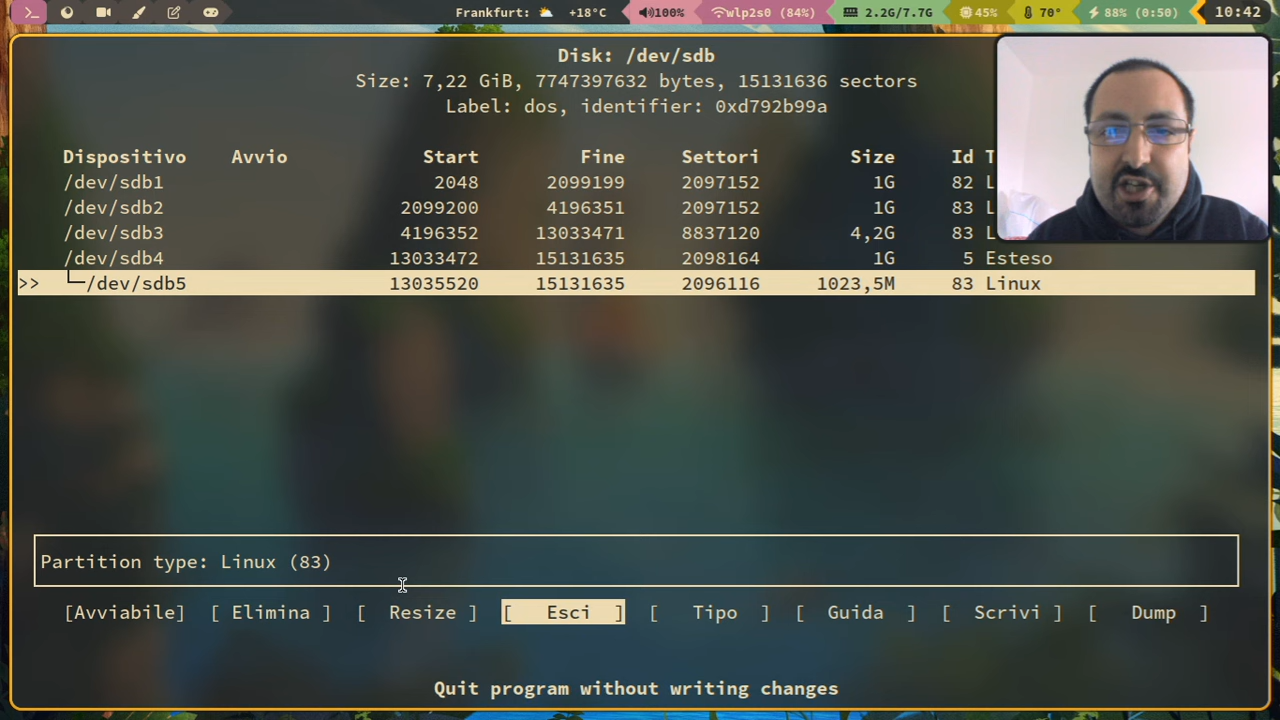 Frankfurt: +18°C 100% wlp2s0 (84%) 2.2G/7.7G 45% 70° 88% (0:50) 10:42
Disk: /dev/sdb
Size: 7,22 GiB, 7747397632 bytes, 15131636 sectors
Label: dos, identifier: 0xd792b99a
Dispositivo Avvio Start Fine Settori Size Id T
/dev/sdb1 2048 2099199 2097152 1G 82 L
/dev/sdb2 2099200 4196351 2097152 1G 83 L
/dev/sdb3 4196352 13033471 8837120 4,2G 83 L
/dev/sdb4 13033472 15131635 2098164 1G 5 Esteso
>> └─/dev/sdb5 13035520 15131635 2096116 1023,5M 83 Linux
Partition type: Linux (83)
[Avviabile] [ Elimina ] [ Resize ] [ Esci ] [ Tipo ] [ Guida ] [ Scrivi ] [ Dump ]
Quit program without writing changes